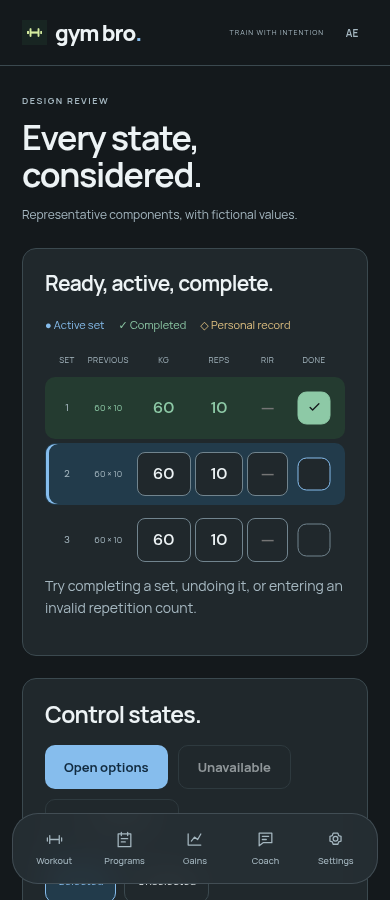 gym bro.
TRAIN WITH INTENTION
AE
DESIGN REVIEW
Every state,
considered.
Representative components, with fictional values.
Ready, active, complete.
● Active set ✓ Completed ◇ Personal record
SET PREVIOUS KG REPS RIR DONE
1 60 × 10 60 10 — ✓
2 60 × 10 60 10 —
3 60 × 10 60 10 —
Try completing a set, undoing it, or entering an
invalid repetition count.
Control states.
Open options Unavailable
Workout Programs Gains Coach Settings